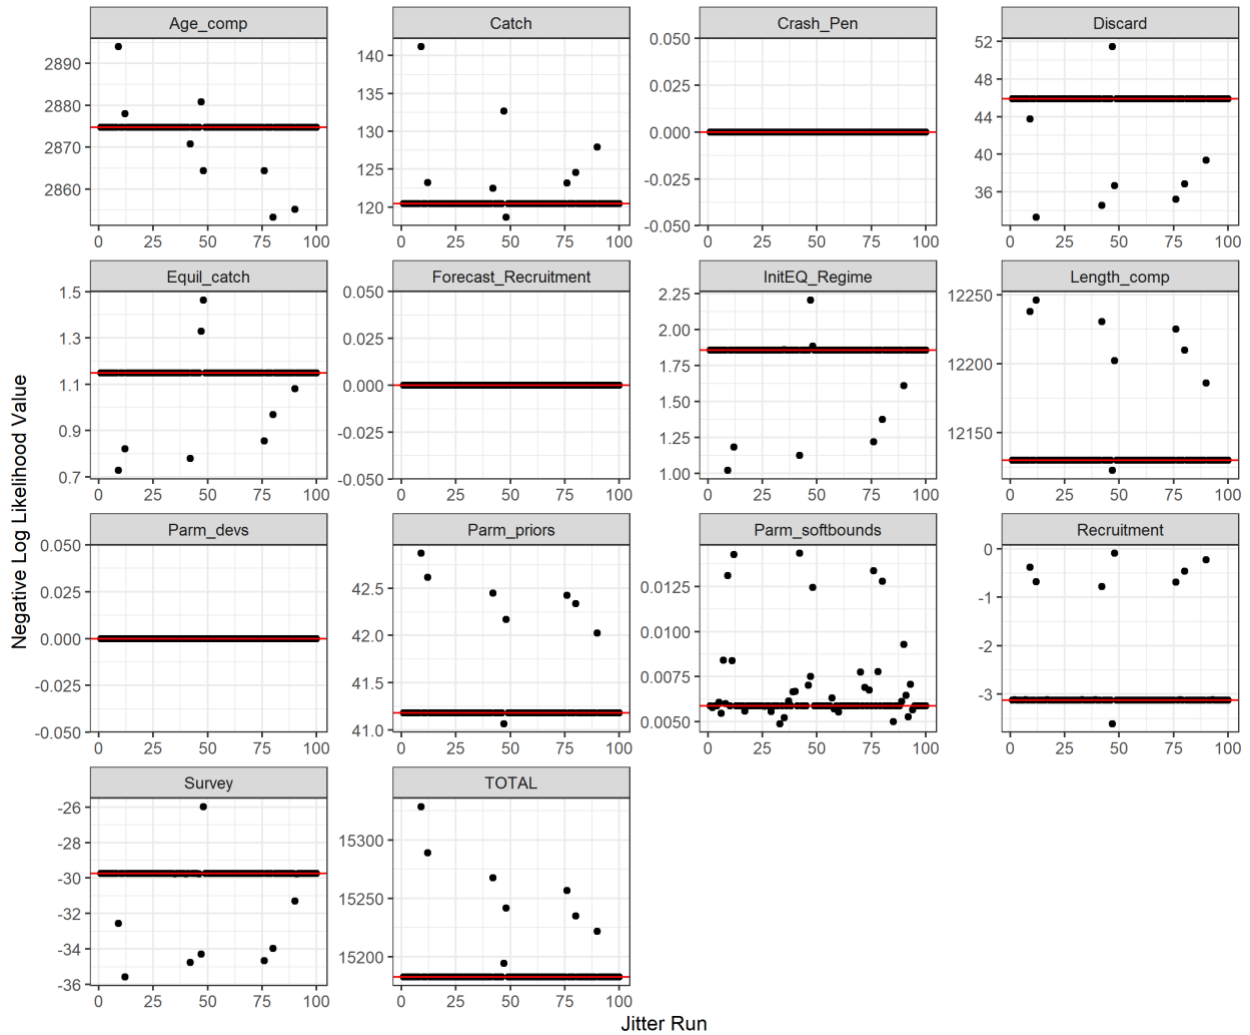 Age_comp
Catch
Crash_Pen
Discard
2890
2880
2870
2860
0 25 50 75 100
140
135
130
125
120
0 25 50 75 100
0.050
0.025
0.000
-0.025
-0.050
0 25 50 75 100
52
48
44
40
36
0 25 50 75 100
Equil_catch
Forecast_Recruitment
InitEQ_Regime
Length_comp
1.5
1.3
1.1
0.9
0.7
0 25 50 75 100
0.050
0.025
0.000
-0.025
-0.050
0 25 50 75 100
2.25
2.00
1.75
1.50
1.25
1.00
0 25 50 75 100
12250
12200
12150
0 25 50 75 100
Negative Log Likelihood Value
Parm_devs
Parm_priors
Parm_softbounds
Recruitment
0.050
0.025
0.000
-0.025
-0.050
0 25 50 75 100
42.5
42.0
41.5
41.0
0 25 50 75 100
0.0125
0.0100
0.0075
0.0050
0 25 50 75 100
0
-1
-2
-3
0 25 50 75 100
Survey
TOTAL
-26
-28
-30
-32
-34
-36
0 25 50 75 100
15300
15250
15200
0 25 50 75 100
Jitter Run